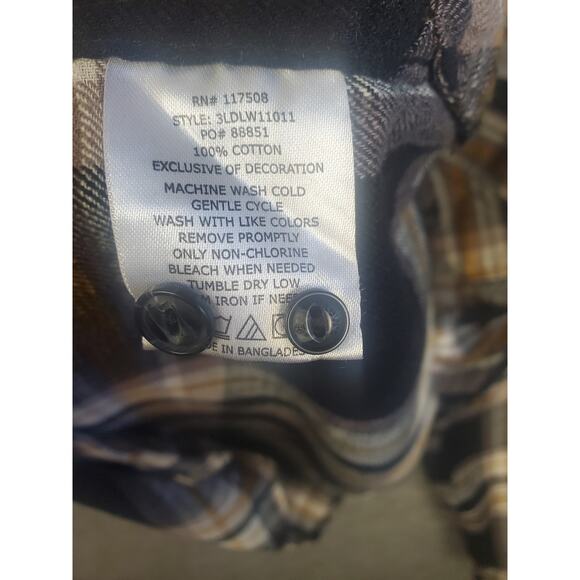 RN# 117508
STYLE: 3LDLW11011
PO# 88851
100% COTTON
EXCLUSIVE OF DECORATION
MACHINE WASH COLD
GENTLE CYCLE
WASH WITH LIKE COLORS
REMOVE PROMPTLY
ONLY NON-CHLORINE
BLEACH WHEN NEEDED
TUMBLE DRY LOW
IRON IF
IN BANGLADES